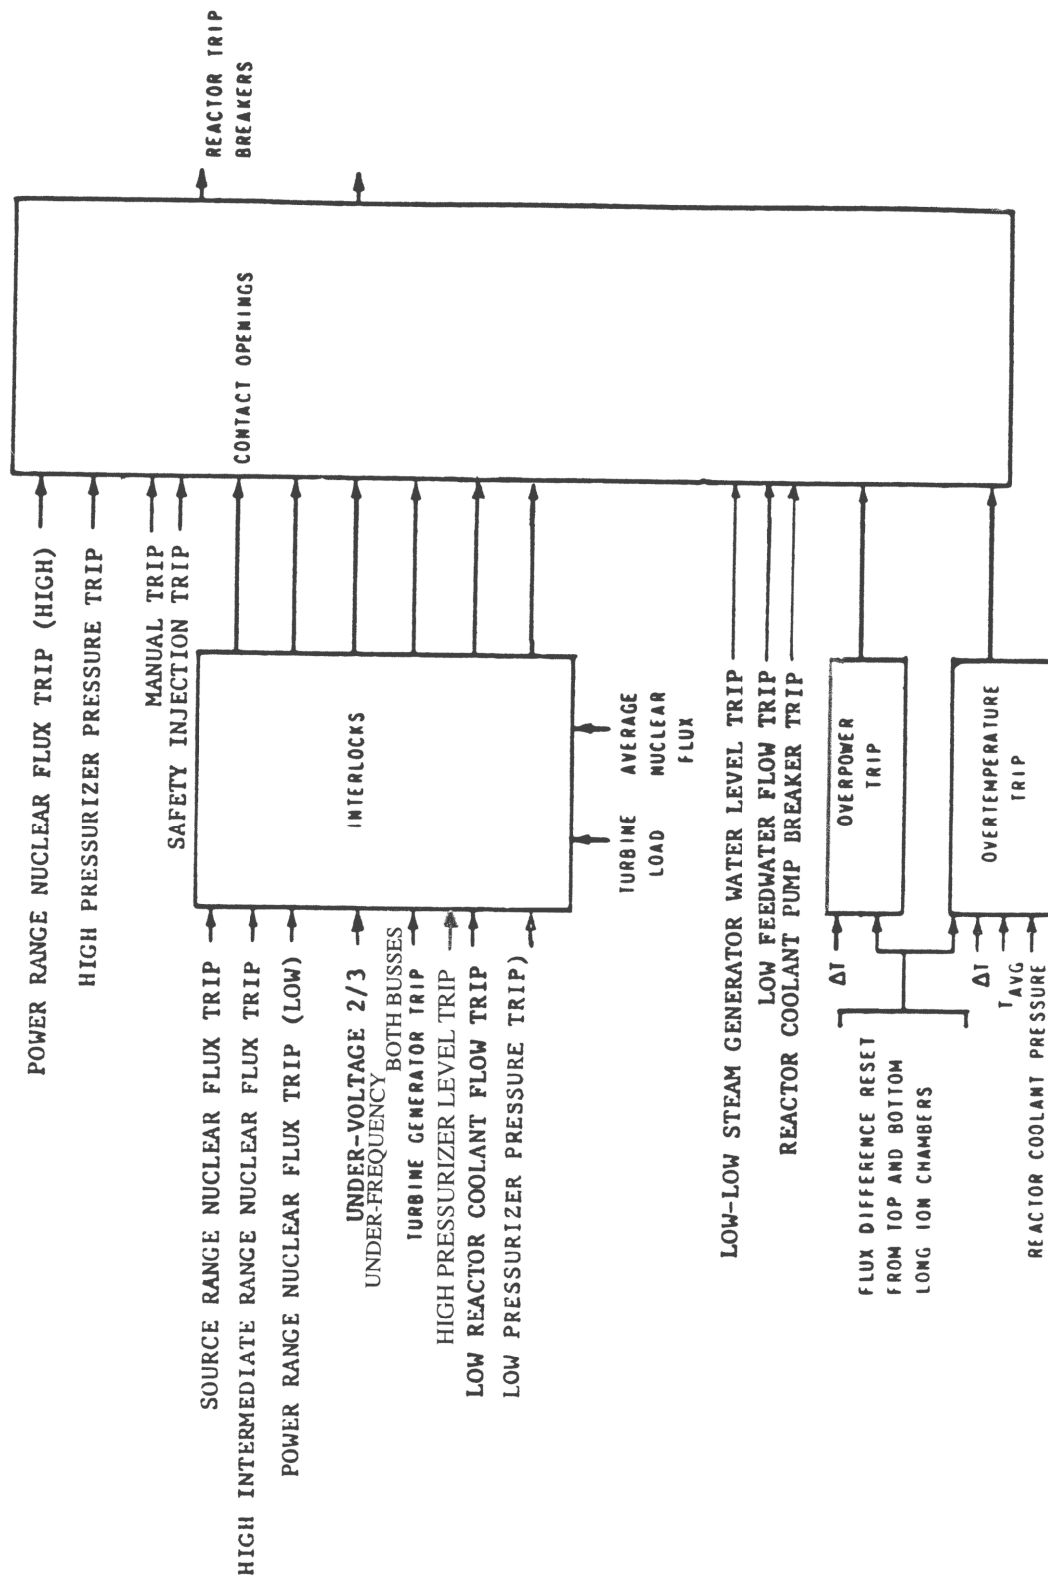 POWER RANGE NUCLEAR FLUX TRIP (HIGH)
HIGH PRESSURIZER PRESSURE TRIP
MANUAL TRIP
SAFETY INJECTION TRIP
CONTACT OPENINGS
REACTOR TRIP
BREAKERS
SOURCE RANGE NUCLEAR FLUX TRIP
HIGH INTERMEDIATE RANGE NUCLEAR FLUX TRIP
POWER RANGE NUCLEAR FLUX TRIP (LOW)
UNDER-VOLTAGE 2/3
UNDER-FREQUENCY
BOTH BUSSES
TURBINE GENERATOR TRIP
HIGH PRESSURIZER LEVEL TRIP
LOW REACTOR COOLANT FLOW TRIP
LOW PRESSURIZER PRESSURE TRIP)
INTERLOCKS
TURBINE
LOAD
AVERAGE
NUCLEAR
FLUX
LOW-LOW STEAM GENERATOR WATER LEVEL TRIP
LOW FEEDWATER FLOW TRIP
REACTOR COOLANT PUMP BREAKER TRIP
ΔT
OVERPOWER
TRIP
FLUX DIFFERENCE RESET
FROM TOP AND BOTTOM
LONG ION CHAMBERS
ΔT
TAVG
REACTOR COOLANT PRESSURE
OVERTEMPERATURE
TRIP